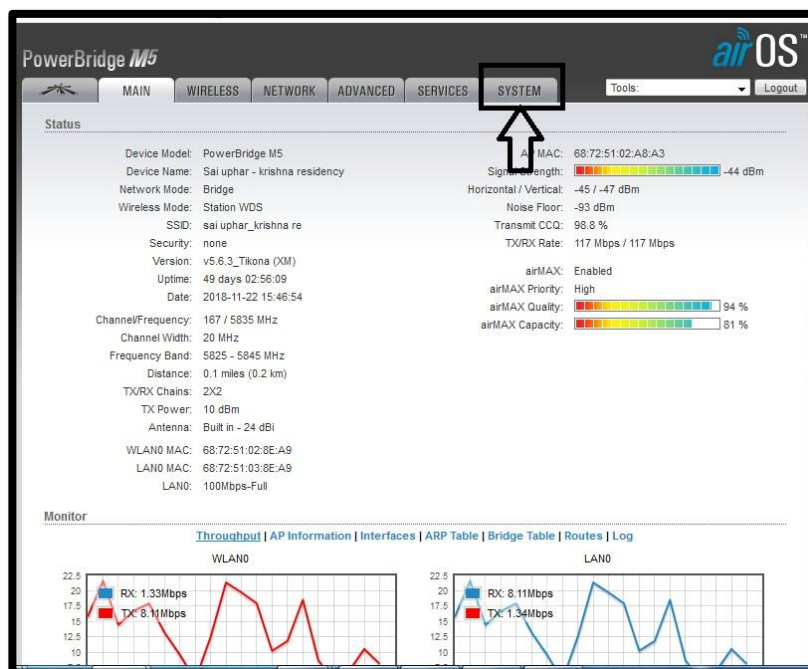 PowerBridge M5
airOS™
MAIN WIRELESS NETWORK ADVANCED SERVICES SYSTEM Tools: Logout
Status
Device Model: PowerBridge M5
Device Name: Sai uphar - krishna residency
Network Mode: Bridge
Wireless Mode: Station WDS
SSID: sai uphar_krishna re
Security: none
Version: v5.6.3_Tikona (XM)
Uptime: 49 days 02:56:09
Date: 2018-11-22 15:46:54
Channel/Frequency: 167 / 5835 MHz
Channel Width: 20 MHz
Frequency Band: 5825 - 5845 MHz
Distance: 0.1 miles (0.2 km)
TX/RX Chains: 2X2
TX Power: 10 dBm
Antenna: Built in - 24 dBi
WLAN0 MAC: 68:72:51:02:8E:A9
LAN0 MAC: 68:72:51:03:8E:A9
LAN0: 100Mbps-Full
AP MAC: 68:72:51:02:A8:A3
Signal Strength: -44 dBm
Horizontal / Vertical: -45 / -47 dBm
Noise Floor: -93 dBm
Transmit CCQ: 98.8 %
TX/RX Rate: 117 Mbps / 117 Mbps
airMAX: Enabled
airMAX Priority: High
airMAX Quality: 94 %
airMAX Capacity: 81 %
Monitor
Throughput | AP Information | Interfaces | ARP Table | Bridge Table | Routes | Log
WLAN0
22.5
20
17.5
15
12.5
10
RX: 1.33Mbps
TX: 8.11Mbps
LAN0
22.5
20
17.5
15
12.5
10
RX: 8.11Mbps
TX: 1.34Mbps